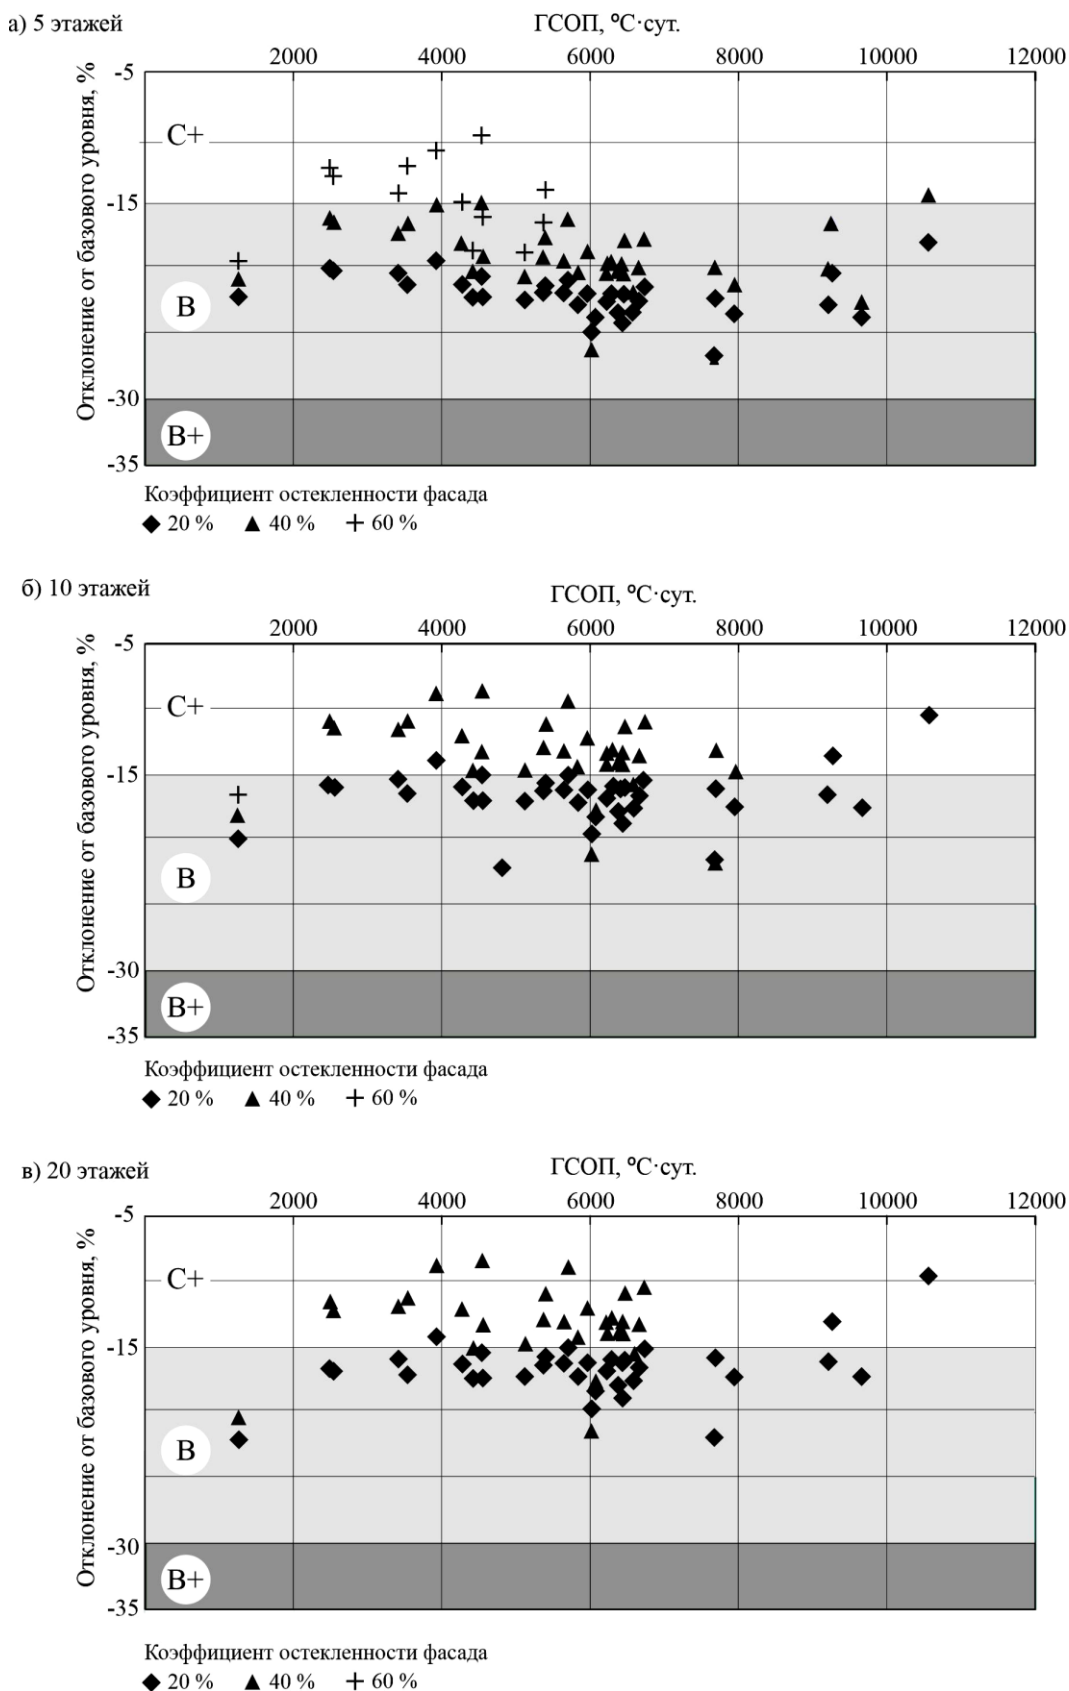 а) 5 этажей
ГСОП, ºС·сут.
2000 4000 6000 8000 10000 12000
Отклонение от базового уровня, %
-5
С+
-15
В
-30
В+
-35
Коэффициент остекленности фасада
20 % 40 % 60 %
б) 10 этажей
ГСОП, ºС·сут.
2000 4000 6000 8000 10000 12000
Отклонение от базового уровня, %
-5
С+
-15
В
-30
В+
-35
Коэффициент остекленности фасада
20 % 40 % 60 %
в) 20 этажей
ГСОП, ºС·сут.
2000 4000 6000 8000 10000 12000
Отклонение от базового уровня, %
-5
С+
-15
В
-30
В+
-35
Коэффициент остекленности фасада
20 % 40 % 60 %